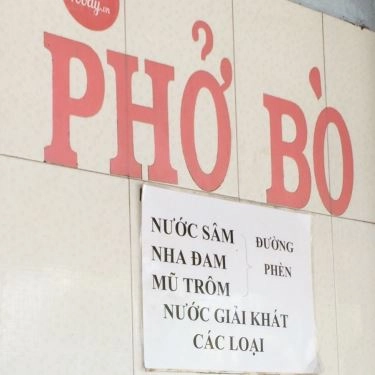 PHỞ BÒ
NƯỚC SÂM
NHA ĐAM
MŨ TRÔM
ĐƯỜNG
PHÈN
NƯỚC GIẢI KHÁT
CÁC LOẠI